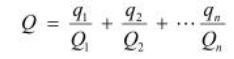 Q = q₁/Q₁ + q₂/Q₂ + ⋯ qₙ/Qₙ